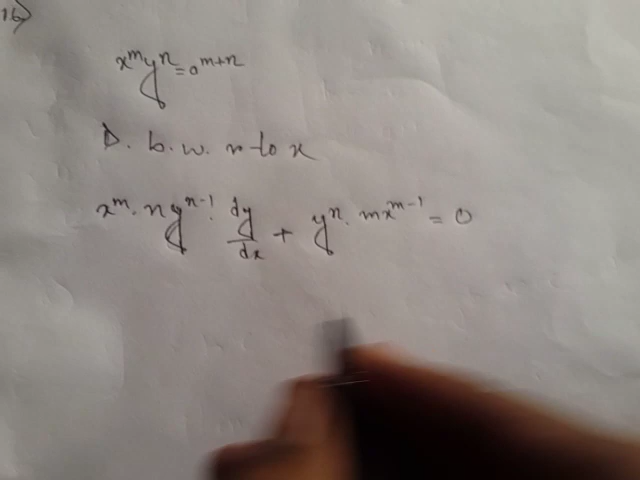 16)
x^m y^n = a^{m+n}
D. b. w. r to x
x^m · n y^{n-1} · dy/dx + y^n · m x^{m-1} = 0